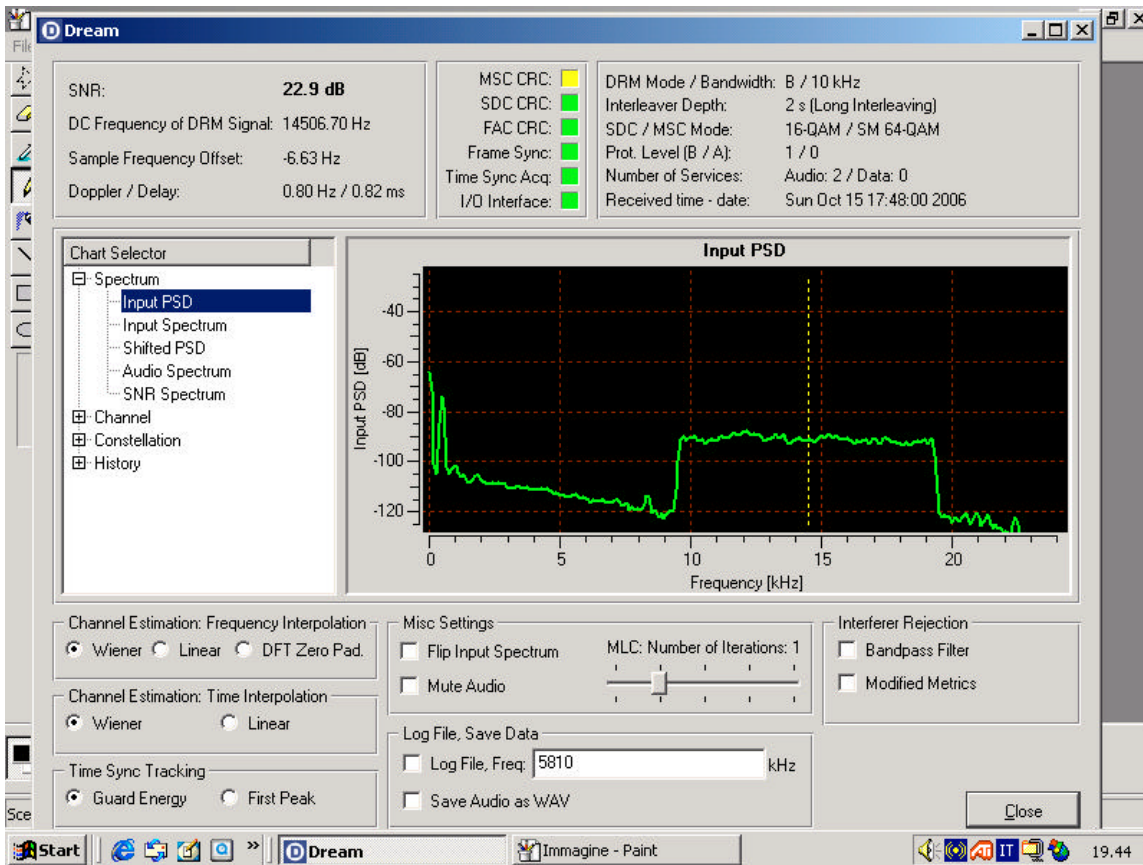 File
Dream
SNR: 22.9 dB
DC Frequency of DRM Signal: 14506.70 Hz
Sample Frequency Offset: -6.63 Hz
Doppler / Delay: 0.80 Hz / 0.82 ms
MSC CRC:
SDC CRC:
FAC CRC:
Frame Sync:
Time Sync Acq:
I/O Interface:
DRM Mode / Bandwidth: B / 10 kHz
Interleaver Depth: 2 s (Long Interleaving)
SDC / MSC Mode: 16-QAM / SM 64-QAM
Prot. Level (B / A): 1 / 0
Number of Services: Audio: 2 / Data: 0
Received time - date: Sun Oct 15 17:48:00 2006
Chart Selector
Spectrum
Input PSD
Input Spectrum
Shifted PSD
Audio Spectrum
SNR Spectrum
Channel
Constellation
History
Input PSD
Input PSD [dB]
-40
-60
-80
-100
-120
0 5 10 15 20
Frequency [kHz]
Channel Estimation: Frequency Interpolation
Wiener Linear DFT Zero Pad.
Channel Estimation: Time Interpolation
Wiener Linear
Time Sync Tracking
Guard Energy First Peak
Misc Settings
Flip Input Spectrum
Mute Audio
MLC: Number of Iterations: 1
Log File, Save Data
Log File, Freq: 5810 kHz
Save Audio as WAV
Interferer Rejection
Bandpass Filter
Modified Metrics
Close
Sce
Start » Dream Immagine - Paint IT 19.44